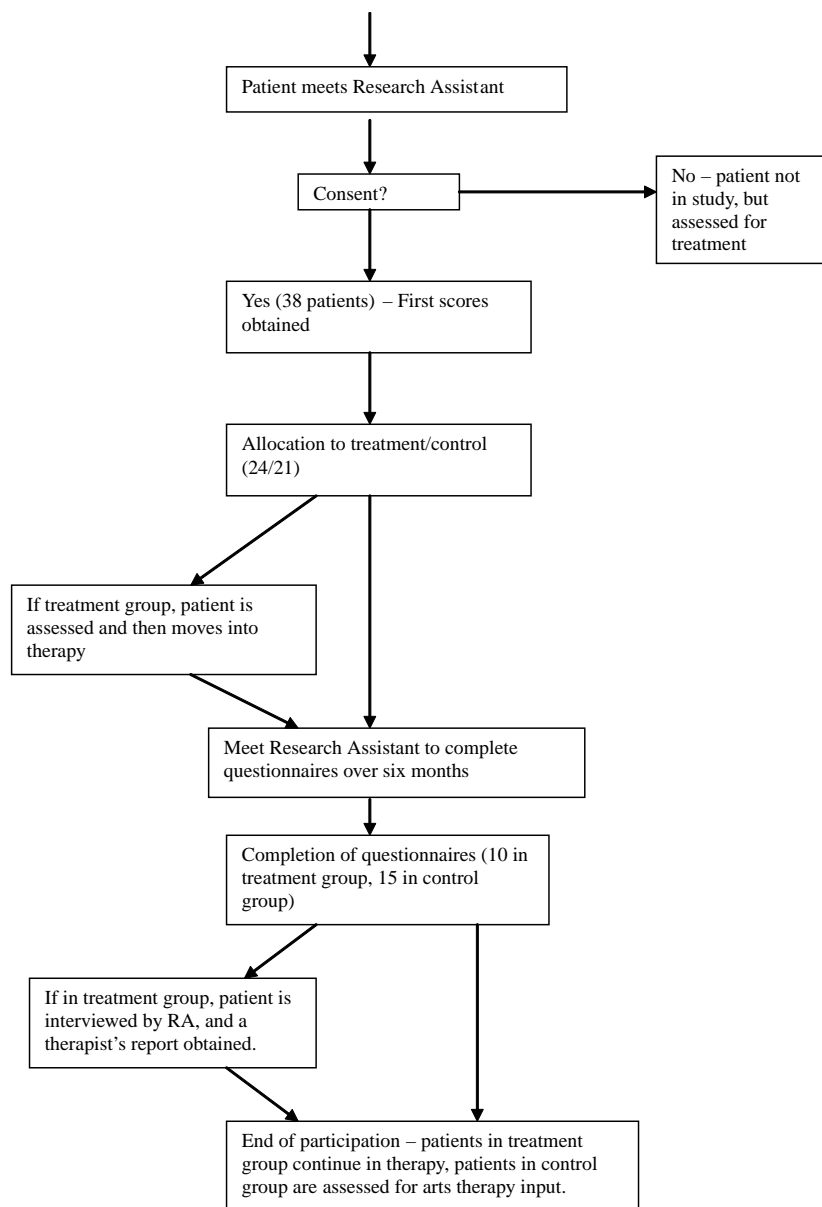 Patient meets Research Assistant
Consent?
No – patient not
in study, but
assessed for
treatment
Yes (38 patients) – First scores
obtained
Allocation to treatment/control
(24/21)
If treatment group, patient is
assessed and then moves into
therapy
Meet Research Assistant to complete
questionnaires over six months
Completion of questionnaires (10 in
treatment group, 15 in control
group)
If in treatment group, patient is
interviewed by RA, and a
therapist's report obtained.
End of participation – patients in treatment
group continue in therapy, patients in control
group are assessed for arts therapy input.